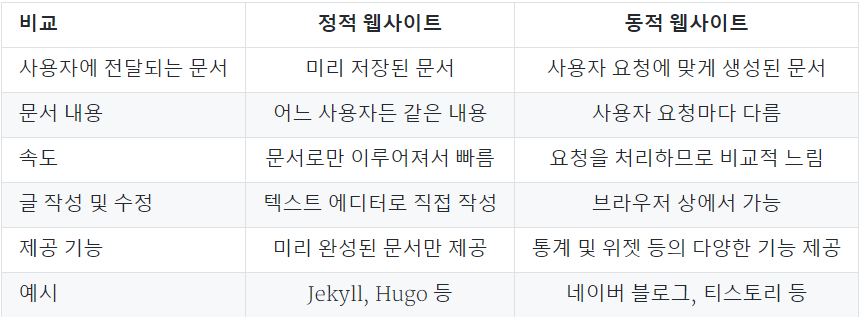 비교 정적 웹사이트 동적 웹사이트
사용자에 전달되는 문서 미리 저장된 문서 사용자 요청에 맞게 생성된 문서
문서 내용 어느 사용자든 같은 내용 사용자 요청마다 다름
속도 문서로만 이루어져서 빠름 요청을 처리하므로 비교적 느림
글 작성 및 수정 텍스트 에디터로 직접 작성 브라우저 상에서 가능
제공 기능 미리 완성된 문서만 제공 통계 및 위젯 등의 다양한 기능 제공
예시 Jekyll, Hugo 등 네이버 블로그, 티스토리 등